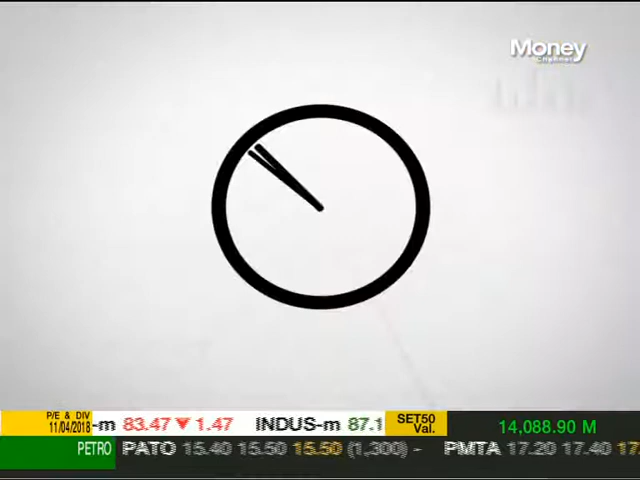 Money
Channel
P/E & DIV
11/04/2018
-m 83.47 ▼ 1.47 INDUS-m 87.1
SET50
Val.
14,088.90 M
PETRO
PATO 15.40 15.50 15.50 (1,300) - PMTA 17.20 17.40 17.